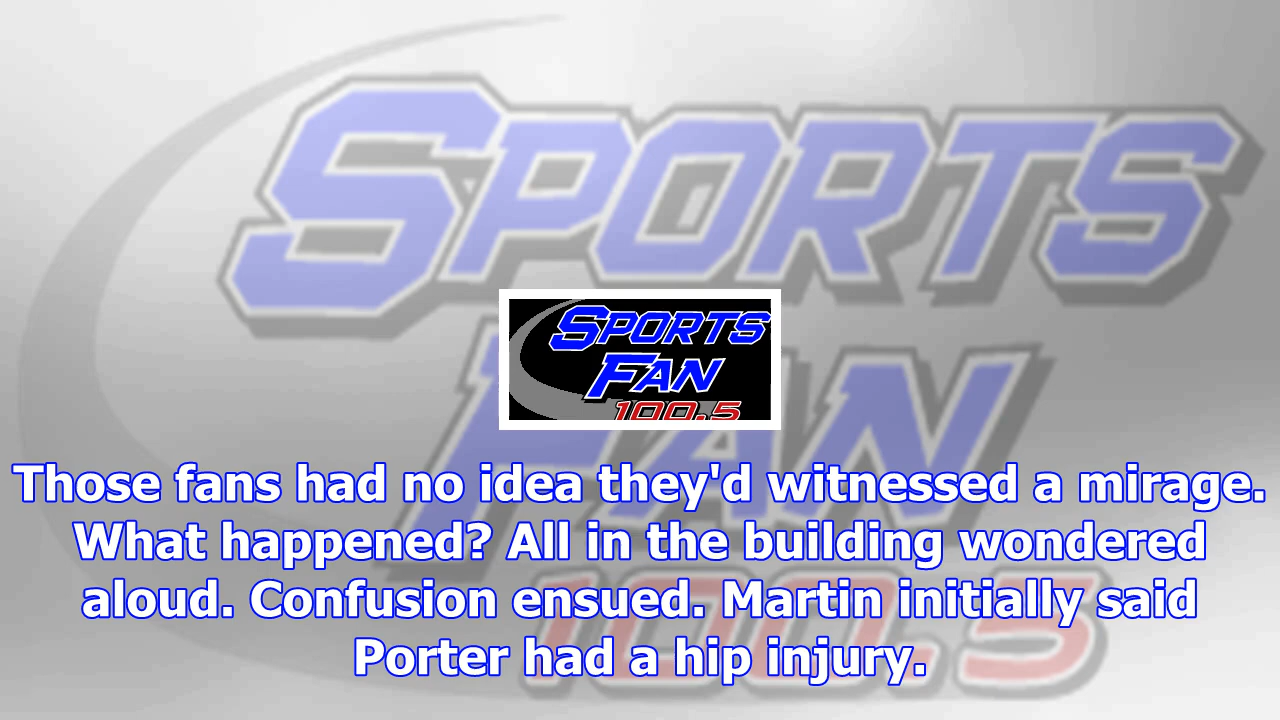 SPORTS
FAN
100.5
SPORTS
FAN
100.5
Those fans had no idea they'd witnessed a mirage.
What happened? All in the building wondered
aloud. Confusion ensued. Martin initially said
Porter had a hip injury.